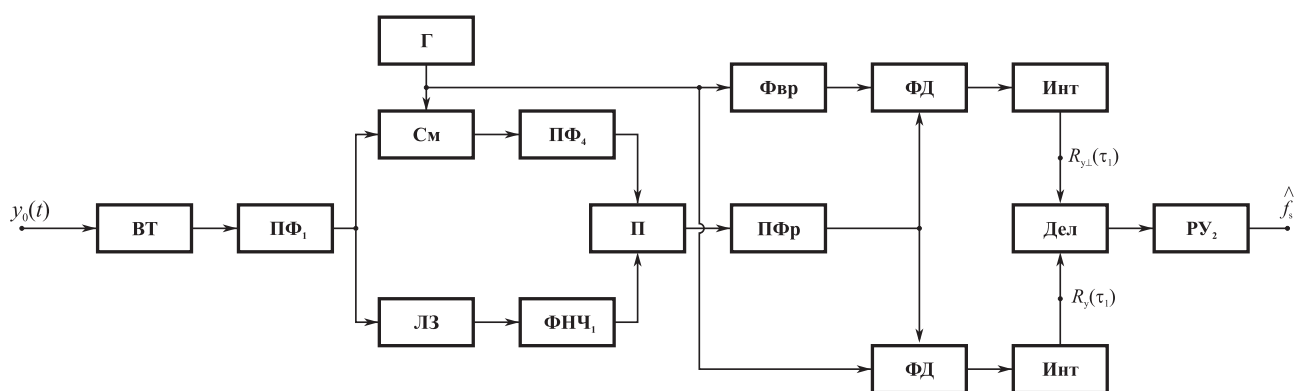 Г
Фвр
ФД
Инт
См
ПФ₄
R_y⊥(τ₁)
y₀(t)
ВТ
ПФ₁
П
ПФр
Дел
РУ₂
f̂_s
R_y(τ₁)
ЛЗ
ФНЧ₁
ФД
Инт